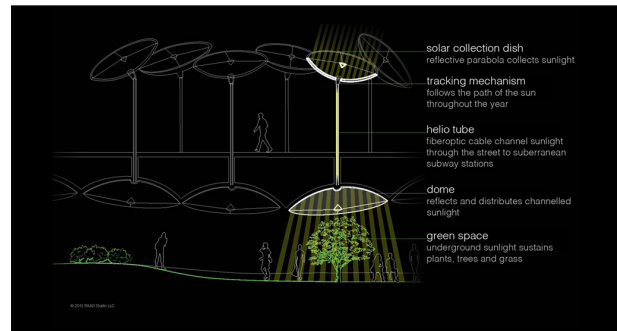 solar collection dish
reflective parabola collects sunlight
tracking mechanism
follows the path of the sun
throughout the year
helio tube
fiberoptic cable channel sunlight
through the street to suberranean
subway stations
dome
reflects and distributes channelled
sunlight
green space
underground sunlight sustains
plants, trees and grass